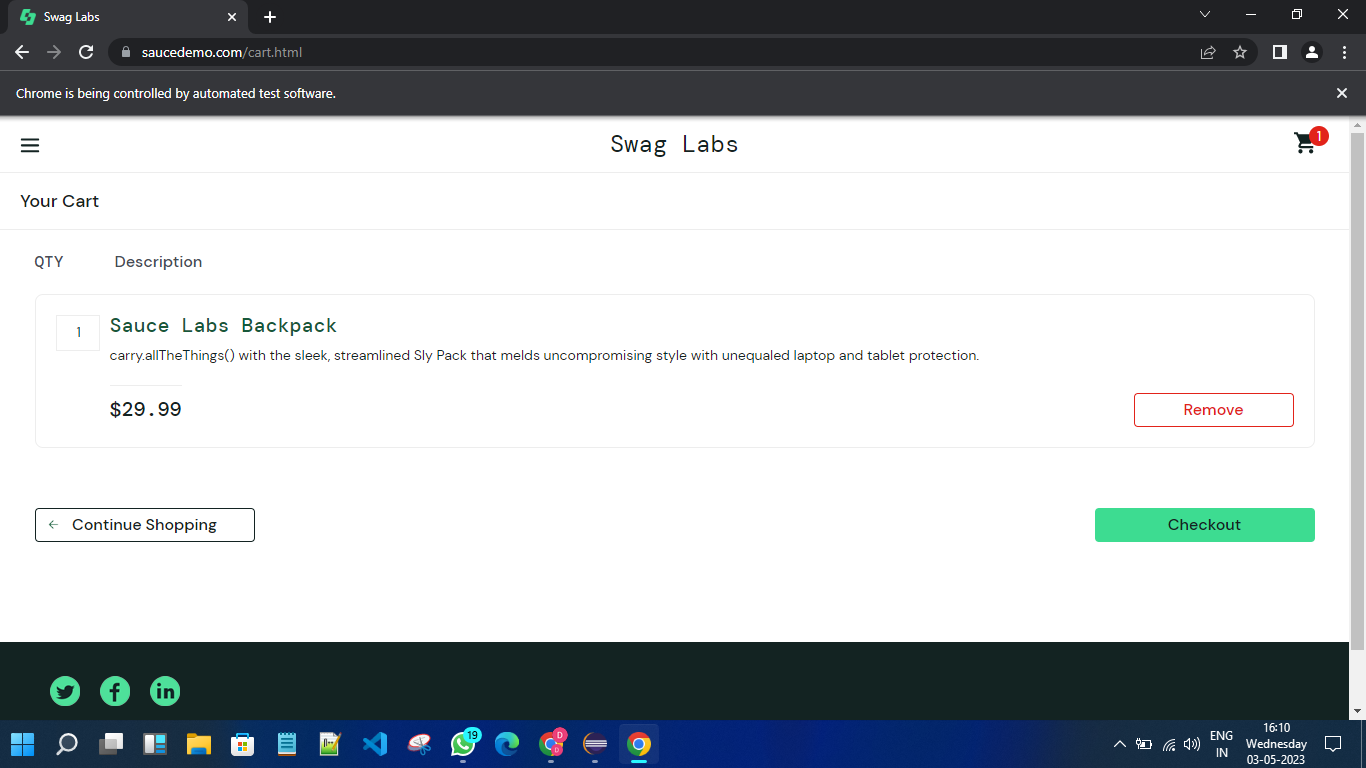 Swag Labs
saucedemo.com/cart.html
Chrome is being controlled by automated test software.
Swag Labs
1
Your Cart
QTY Description
1
Sauce Labs Backpack
carry.allTheThings() with the sleek, streamlined Sly Pack that melds uncompromising style with unequaled laptop and tablet protection.
$29.99
Remove
Continue Shopping
Checkout
in
19
D
D
ENG
IN
16:10
Wednesday
03-05-2023